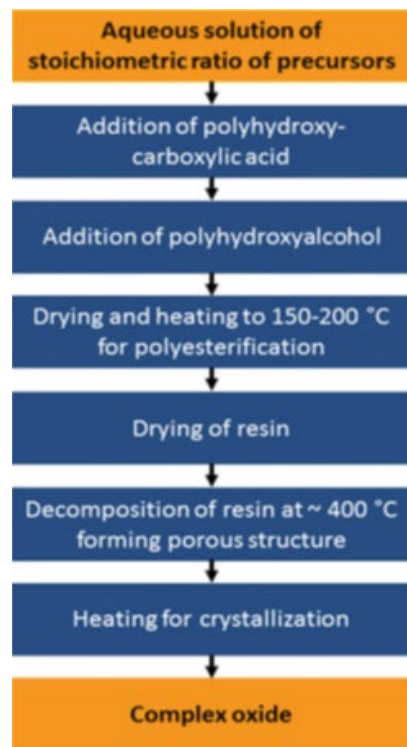 Aqueous solution of
stoichiometric ratio of precursors
Addition of polyhydroxy-
carboxylic acid
Addition of polyhydroxyalcohol
Drying and heating to 150-200 °C
for polyesterification
Drying of resin
Decomposition of resin at ~ 400 °C
forming porous structure
Heating for crystallization
Complex oxide